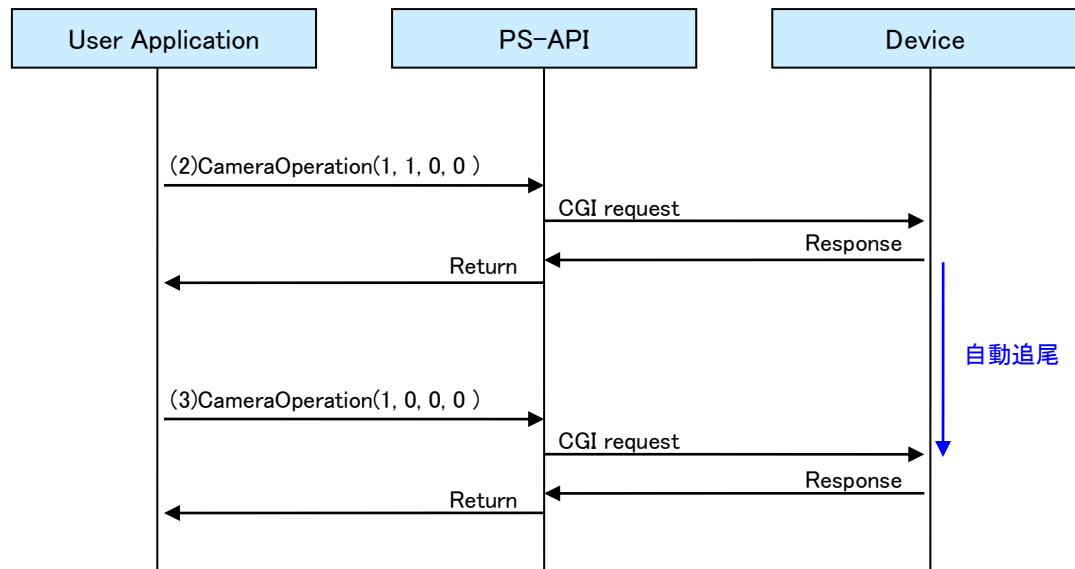 User Application
PS-API
Device
(2)CameraOperation(1, 1, 0, 0 )
CGI request
Response
Return
自動追尾
(3)CameraOperation(1, 0, 0, 0 )
CGI request
Response
Return